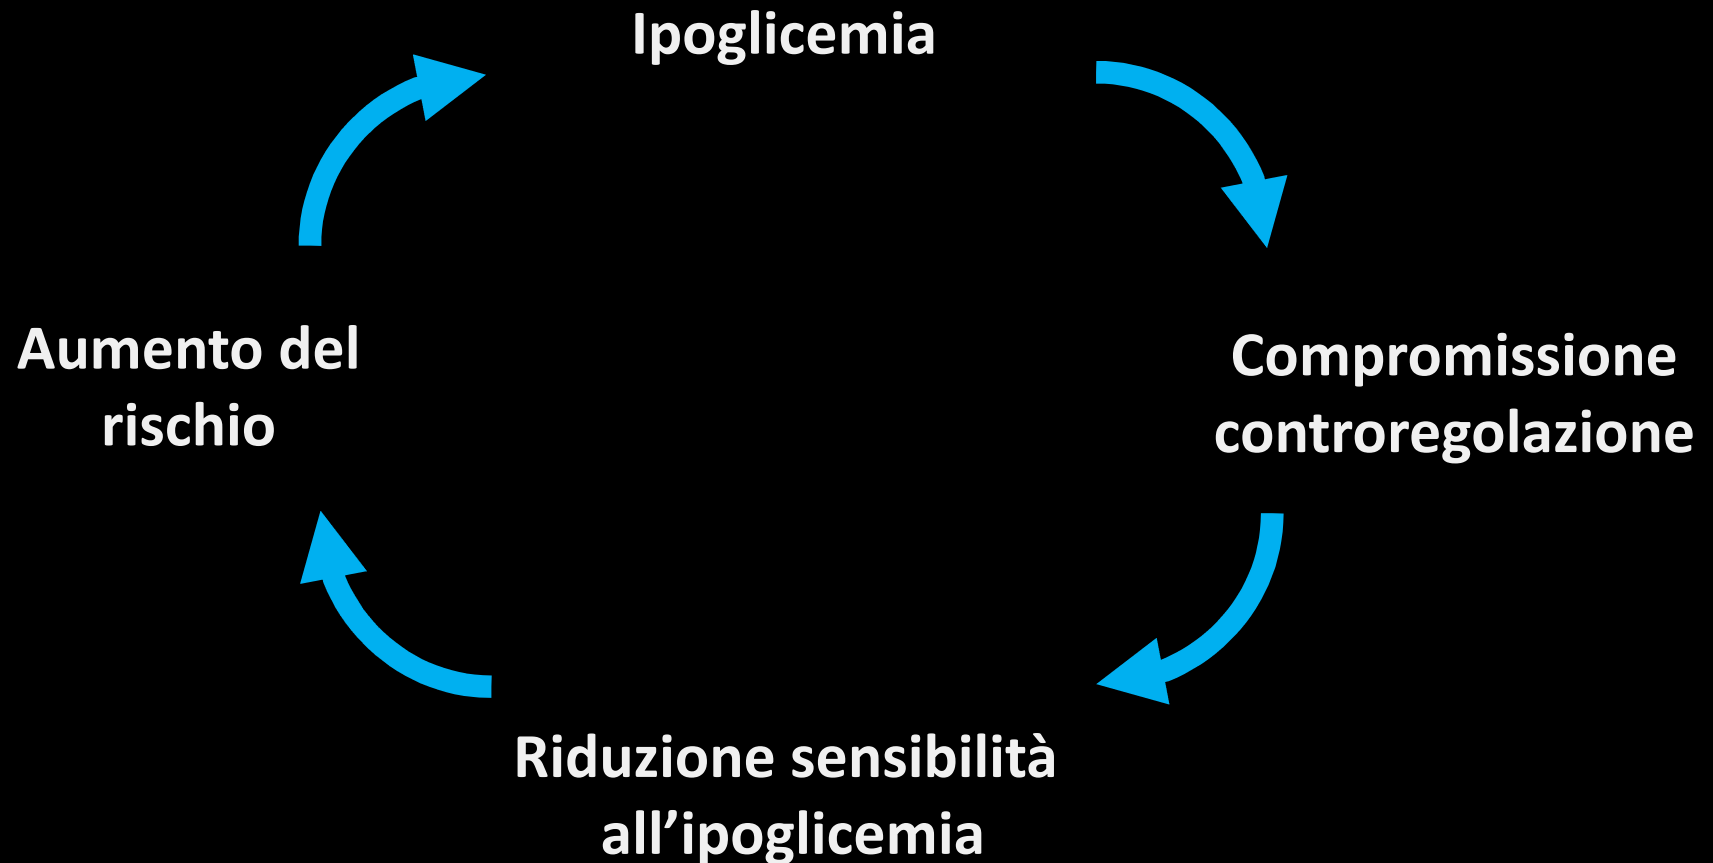 Ipoglicemia
Aumento del
rischio
Compromissione
controregolazione
Riduzione sensibilità
all’ipoglicemia